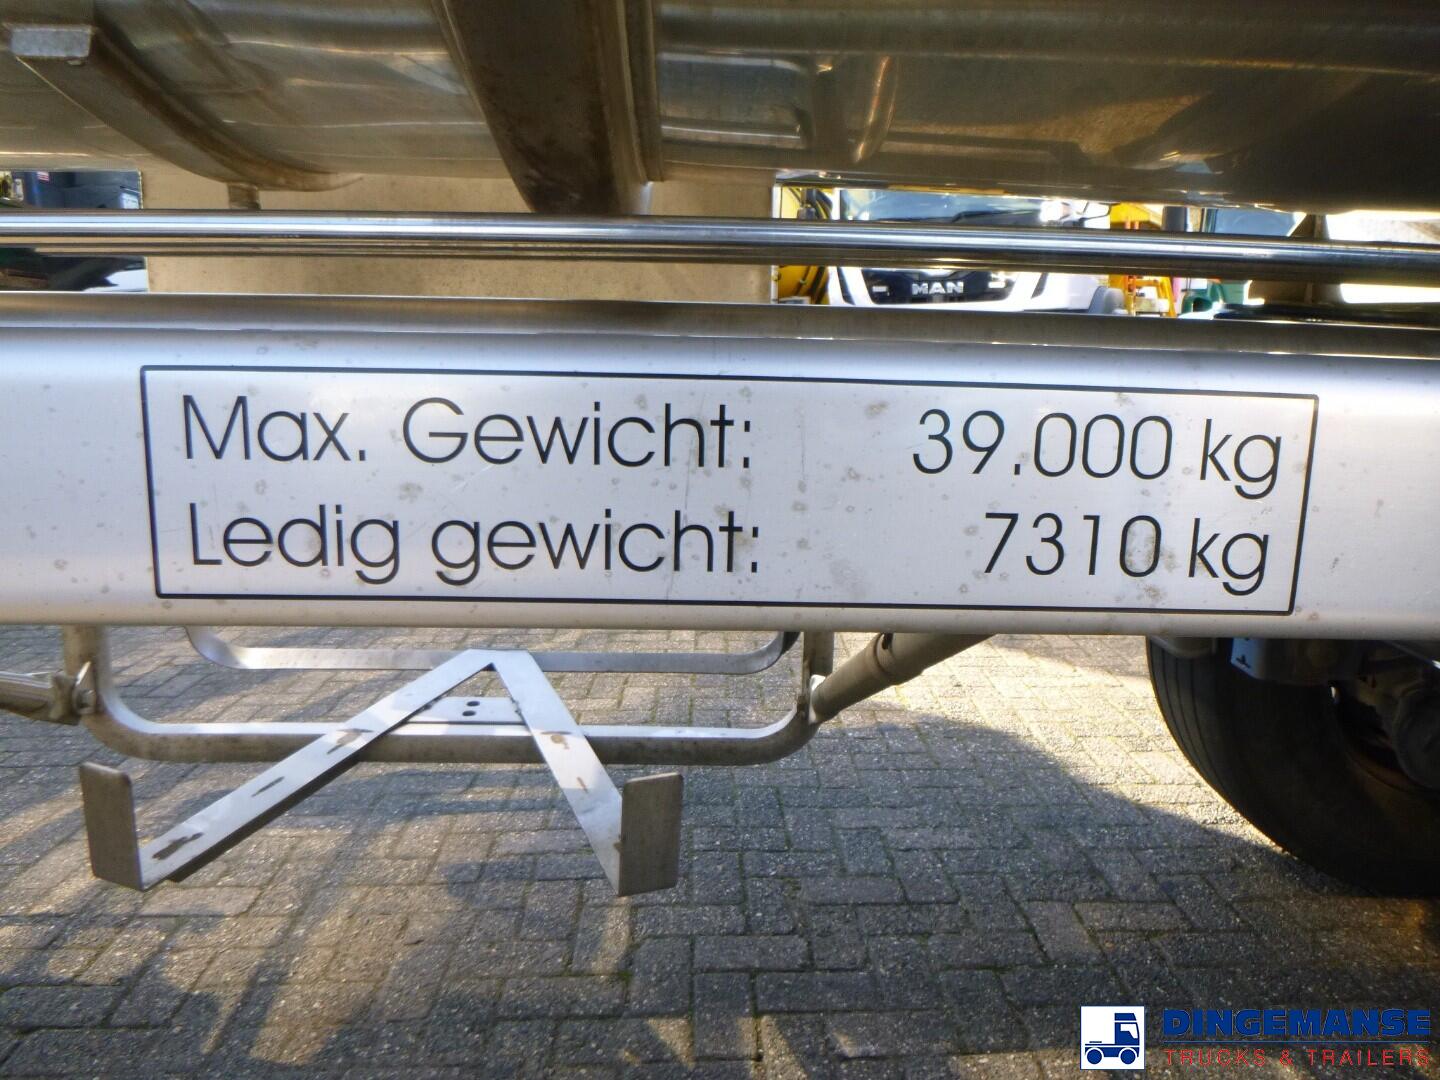 MAN
Max. Gewicht: 39.000 kg
Ledig gewicht: 7310 kg
DINGEMANSE
TRUCKS & TRAILERS